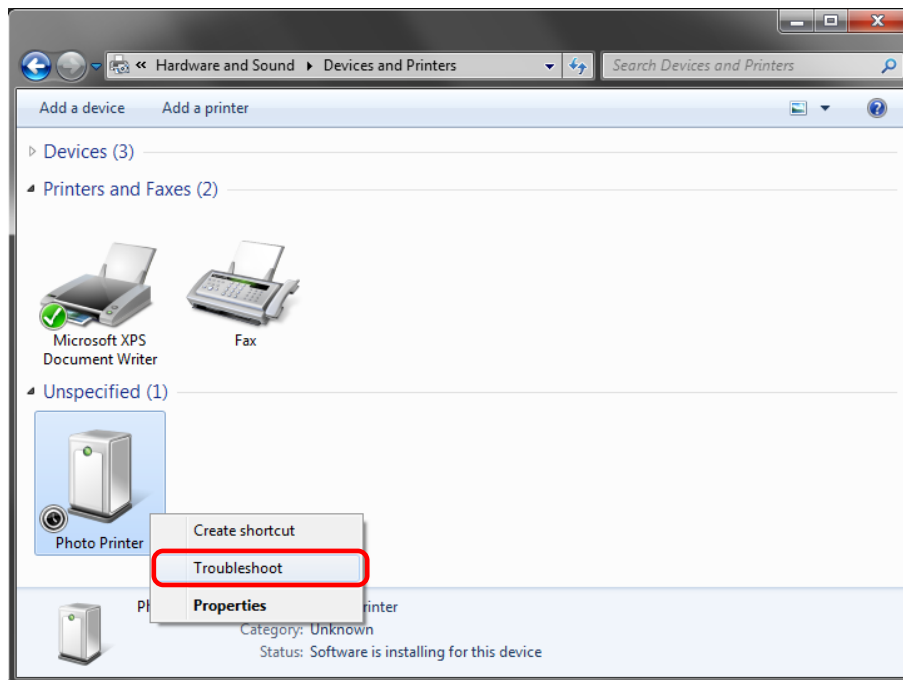 « Hardware and Sound ▸ Devices and Printers
Search Devices and Printers
Add a device Add a printer
Devices (3)
Printers and Faxes (2)
Microsoft XPS
Document Writer
Fax
Unspecified (1)
Photo Printer
Create shortcut
Troubleshoot
Properties
Category: Unknown
Status: Software is installing for this device